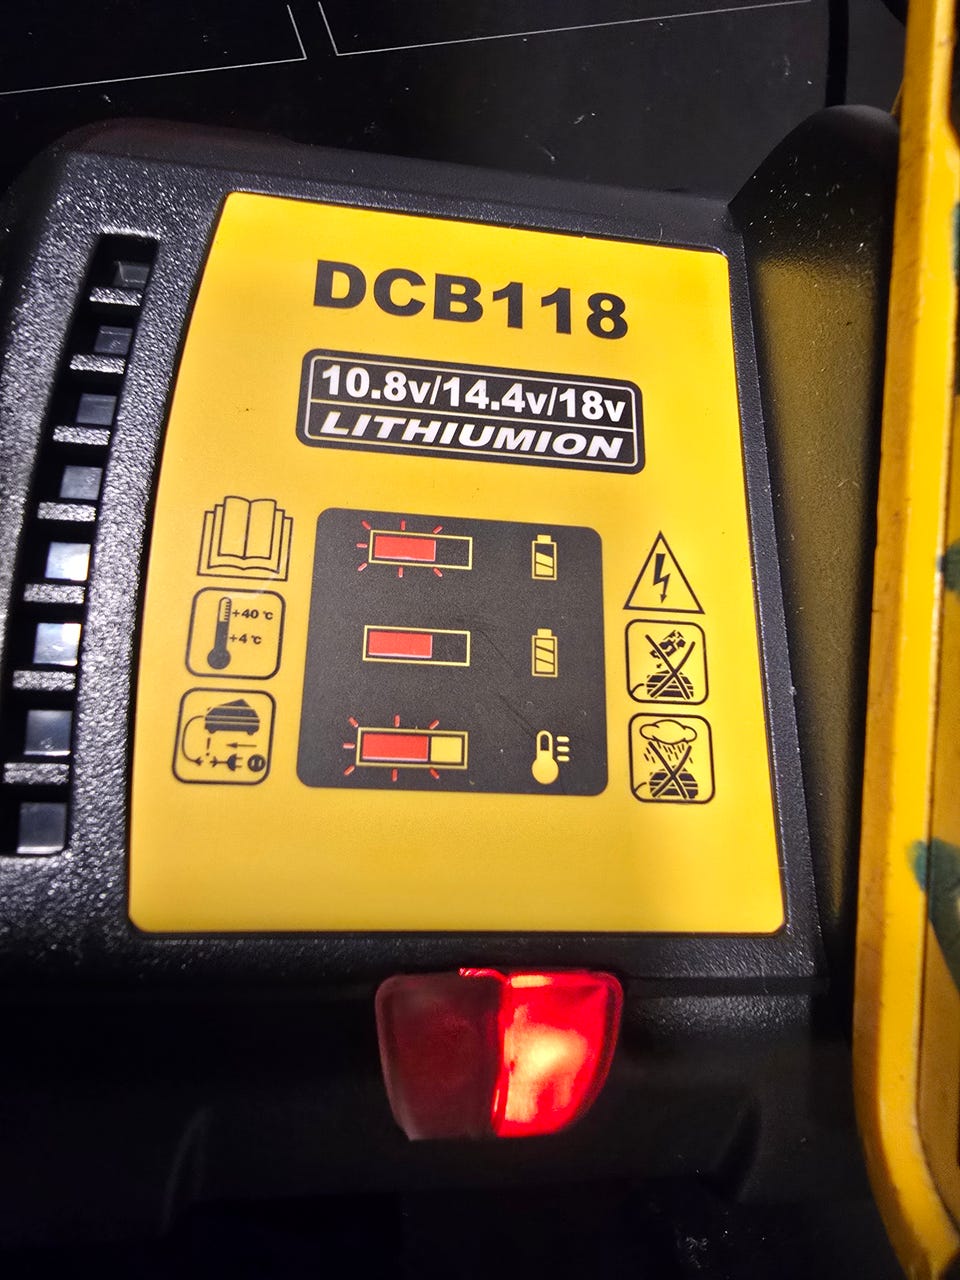 DCB118
10.8v/14.4v/18v
LITHIUMION
+40 °c
+4 °c